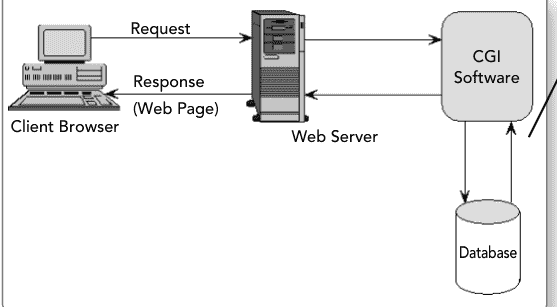 Request
Response
(Web Page)
Client Browser
Web Server
CGI
Software
Database